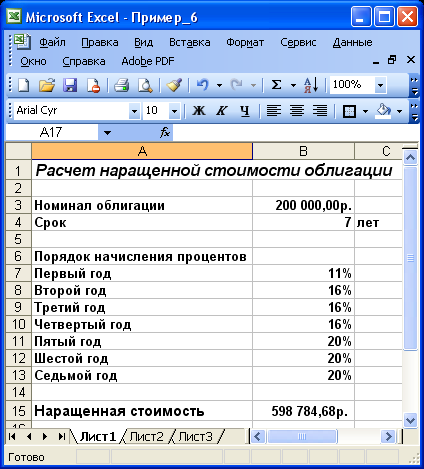 Microsoft Excel - Пример_6
Файл Правка Вид Вставка Формат Сервис Данные
Окно Справка Adobe PDF
Σ А Я 100%
Arial Cyr 10 Ж К Ч А
A17 fx
A B C
1 Расчет наращенной стоимости облигации
2
3 Номинал облигации 200 000,00р.
4 Срок 7 лет
5
6 Порядок начисления процентов
7 Первый год 11%
8 Второй год 16%
9 Третий год 16%
10 Четвертый год 16%
11 Пятый год 20%
12 Шестой год 20%
13 Седьмой год 20%
14
15 Наращенная стоимость 598 784,68р.
Лист1 Лист2 Лист3
Готово